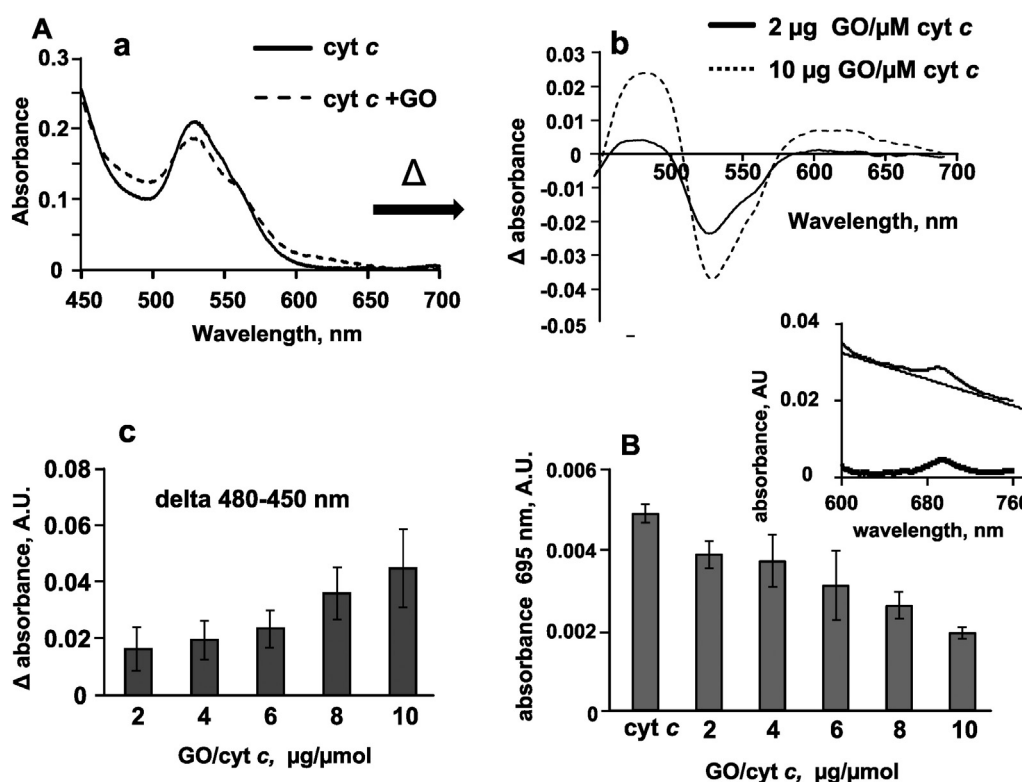 A
a
cyt c
cyt c +GO
Absorbance
0.3
0.2
0.1
0
450 500 550 600 650 700
Wavelength, nm
Δ
b
2 µg GO/µM cyt c
10 µg GO/µM cyt c
Δ absorbance
0.03
0.02
0.01
0
-0.01
-0.02
-0.03
-0.04
-0.05
500 550 600 650 700
Wavelength, nm
c
delta 480-450 nm
Δ absorbance, A.U.
0.08
0.06
0.04
0.02
0
2 4 6 8 10
GO/cyt c, µg/µmol
B
absorbance 695 nm, A.U.
0.006
0.004
0.002
0
cyt c 2 4 6 8 10
GO/cyt c, µg/µmol
absorbance, AU
0.04
0.02
0
600 680 760
wavelength, nm